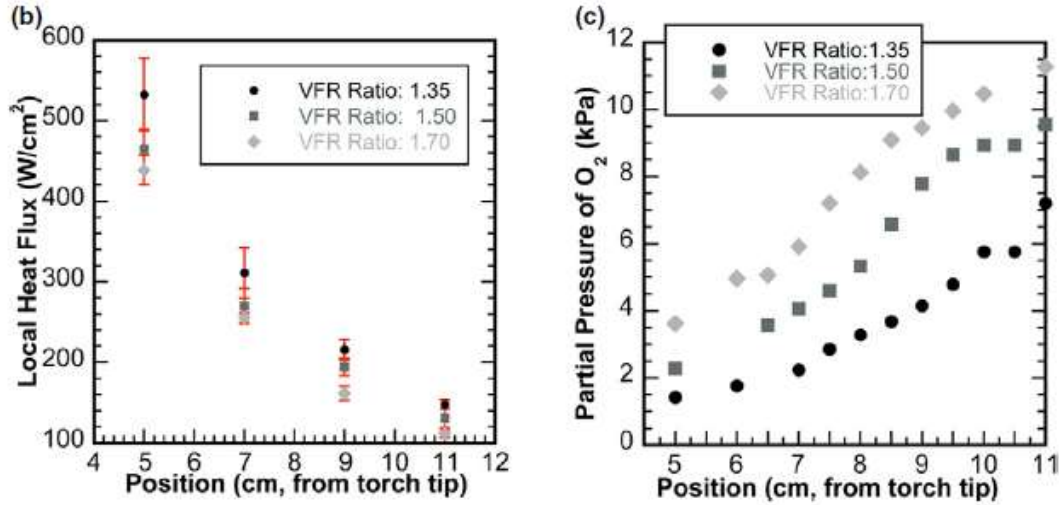 (b)
600
500
400
300
200
100
Local Heat Flux (W/cm²)
VFR Ratio: 1.35
VFR Ratio: 1.50
VFR Ratio: 1.70
4 5 6 7 8 9 10 11 12
Position (cm, from torch tip)
(c)
12
10
8
6
4
2
0
Partial Pressure of O₂ (kPa)
VFR Ratio:1.35
VFR Ratio:1.50
VFR Ratio:1.70
5 6 7 8 9 10 11
Position (cm, from torch tip)